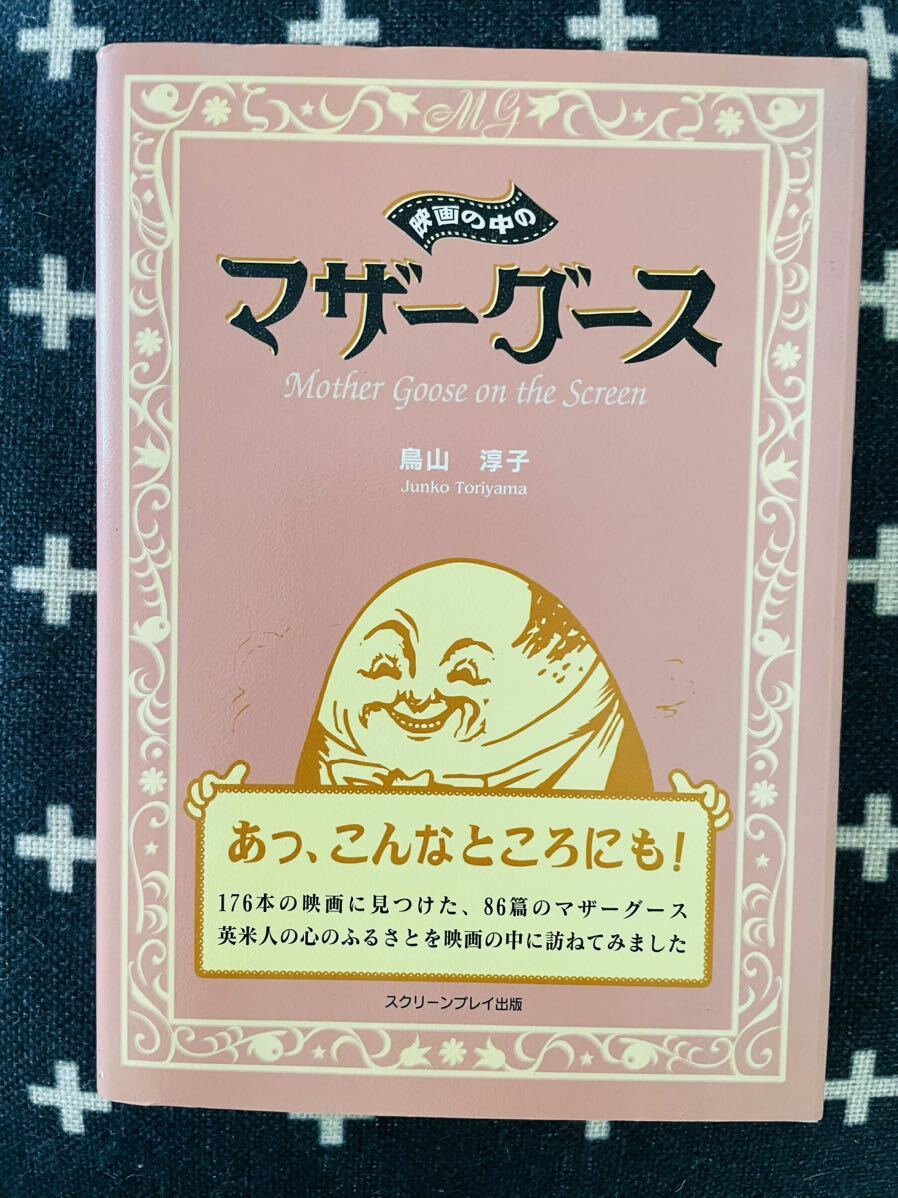 MG
映画の中の
マザーグース
Mother Goose on the Screen
鳥山 淳子
Junko Toriyama
あっ、こんなところにも!
176本の映画に見つけた、86篇のマザーグース
英米人の心のふるさとを映画の中に訪ねてみました
スクリーンプレイ出版